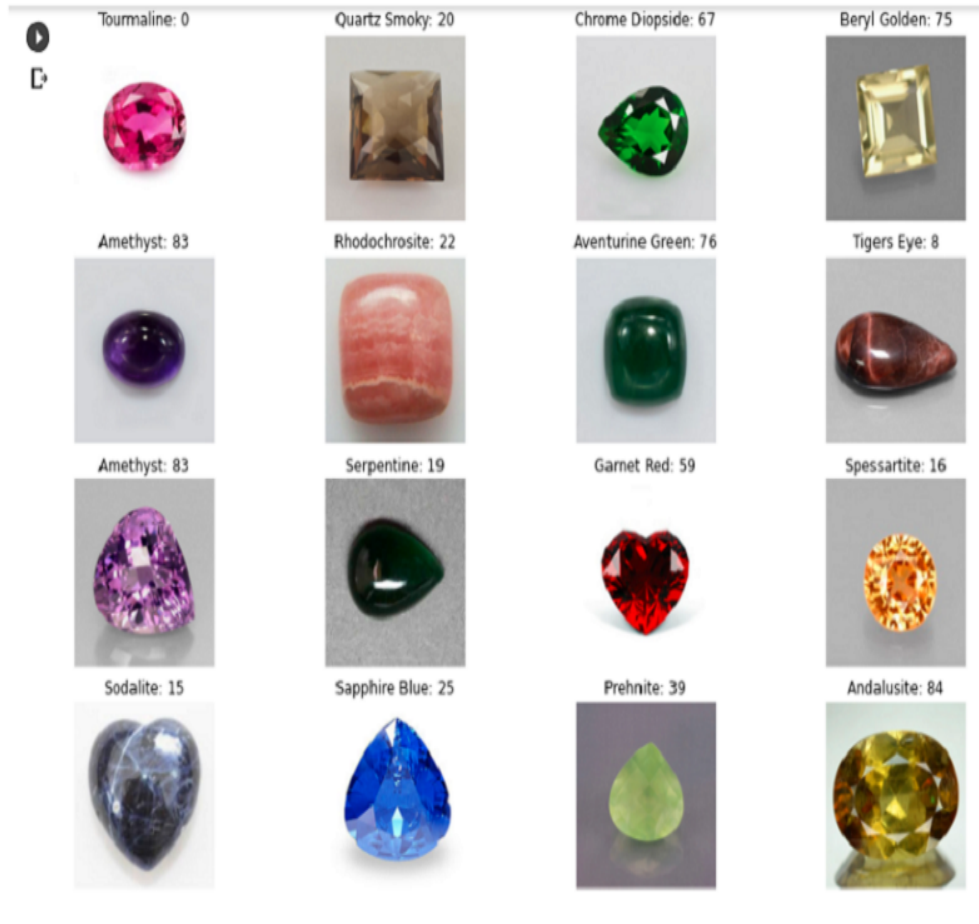 Tourmaline: 0 Quartz Smoky: 20 Chrome Diopside: 67 Beryl Golden: 75
Amethyst: 83 Rhodochrosite: 22 Aventurine Green: 76 Tigers Eye: 8
Amethyst: 83 Serpentine: 19 Garnet Red: 59 Spessartite: 16
Sodalite: 15 Sapphire Blue: 25 Prehnite: 39 Andalusite: 84